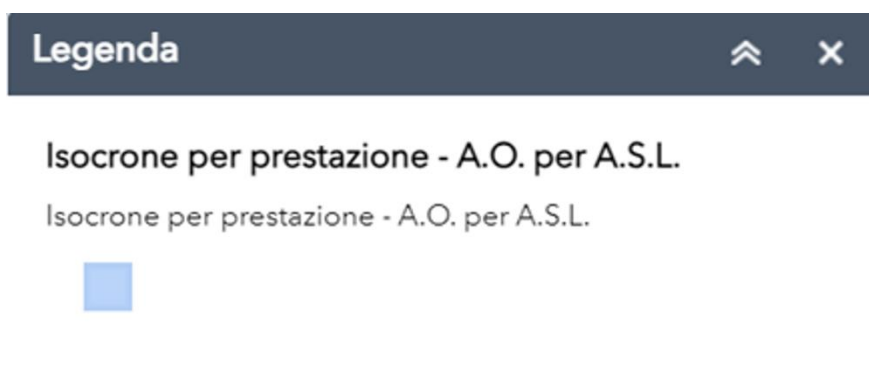 Legenda
Isocrone per prestazione - A.O. per A.S.L.
Isocrone per prestazione - A.O. per A.S.L.